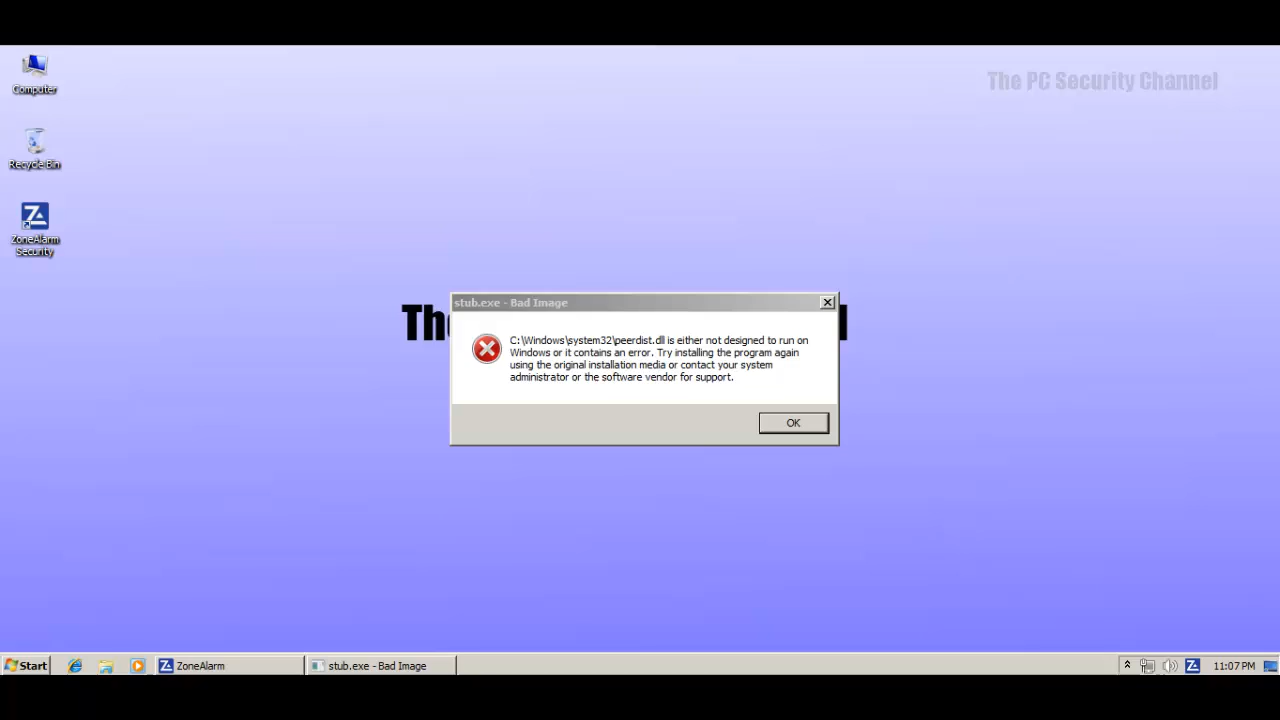 Computer
The PC Security Channel
Recycle Bin
ZoneAlarm
Security
stub.exe - Bad Image
C:\Windows\system32\peerdist.dll is either not designed to run on
Windows or it contains an error. Try installing the program again
using the original installation media or contact your system
administrator or the software vendor for support.
The
OK
Start
ZoneAlarm
stub.exe - Bad Image
11:07 PM